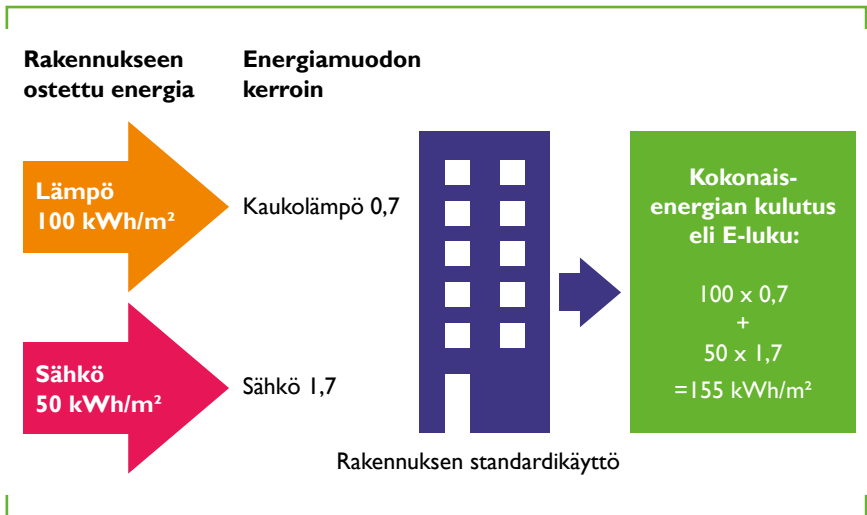 Rakennukseen
ostettu energia
Energiamuodon
kerroin
Lämpö
100 kWh/m²
Kaukolämpö 0,7
Sähkö
50 kWh/m²
Sähkö 1,7
Rakennuksen standardikäyttö
Kokonais-
energian kulutus
eli E-luku:
100 x 0,7
+
50 x 1,7
=155 kWh/m²